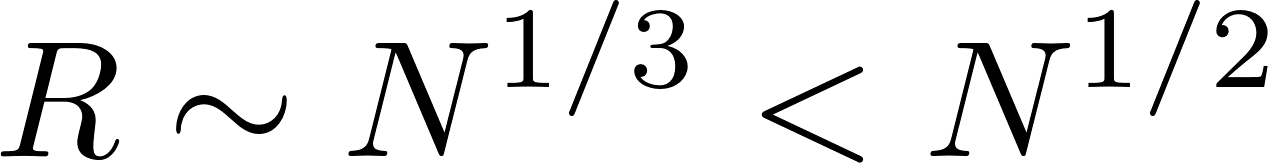 R ∼ N^{1/3} < N^{1/2}